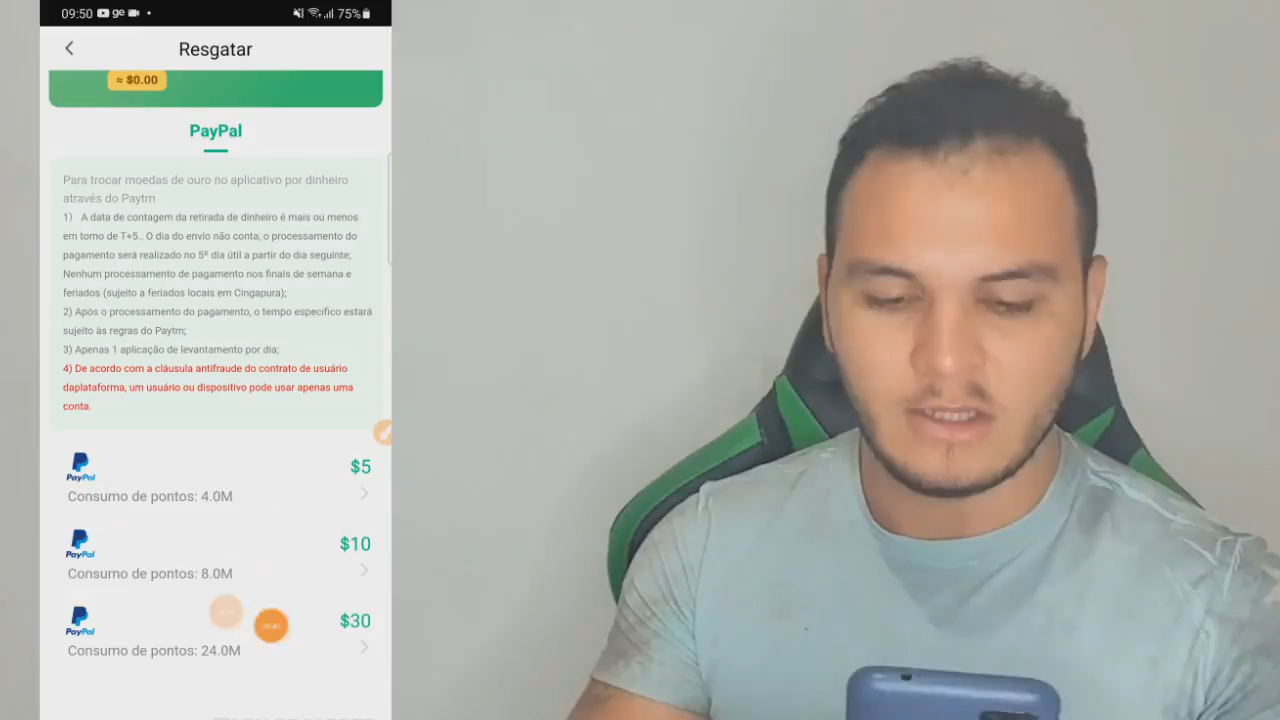 09:50 ge 75%
Resgatar
≈ $0.00
PayPal
Para trocar moedas de ouro no aplicativo por dinheiro
através do Paytm
1) A data de contagem da retirada de dinheiro é mais ou menos
em torno de T+5.. O dia do envio não conta, o processamento do
pagamento será realizado no 5º dia útil a partir do dia seguinte;
Nenhum processamento de pagamento nos finais de semana e
feriados (sujeito a feriados locais em Cingapura);
2) Após o processamento do pagamento, o tempo específico estará
sujeito às regras do Paytm;
3) Apenas 1 aplicação de levantamento por dia;
4) De acordo com a cláusula antifraude do contrato de usuário
daplataforma, um usuário ou dispositivo pode usar apenas uma
conta.
PayPal $5
Consumo de pontos: 4.0M
PayPal $10
Consumo de pontos: 8.0M
PayPal $30
Consumo de pontos: 24.0M